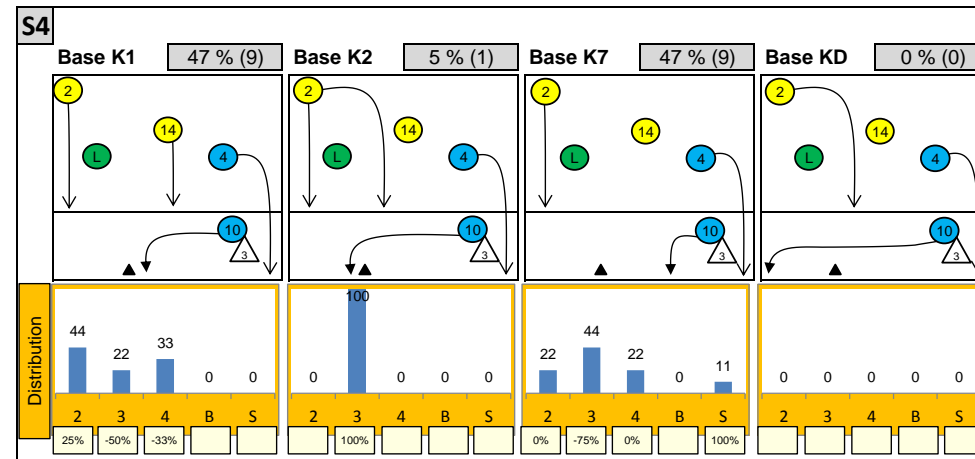 S4
Base K1 47 % (9) Base K2 5 % (1) Base K7 47 % (9) Base KD 0 % (0)
2 2 2 2
14 14 14 14
L 4 L 4 L 4 L 4
10 10 10 10
3 3 3 3
Distribution
44 22 33 0 0 0 100 0 0 0 22 44 22 0 11 0 0 0 0 0
2 3 4 B S 2 3 4 B S 2 3 4 B S 2 3 4 B S
25% -50% -33% 100% 0% -75% 0% 100%